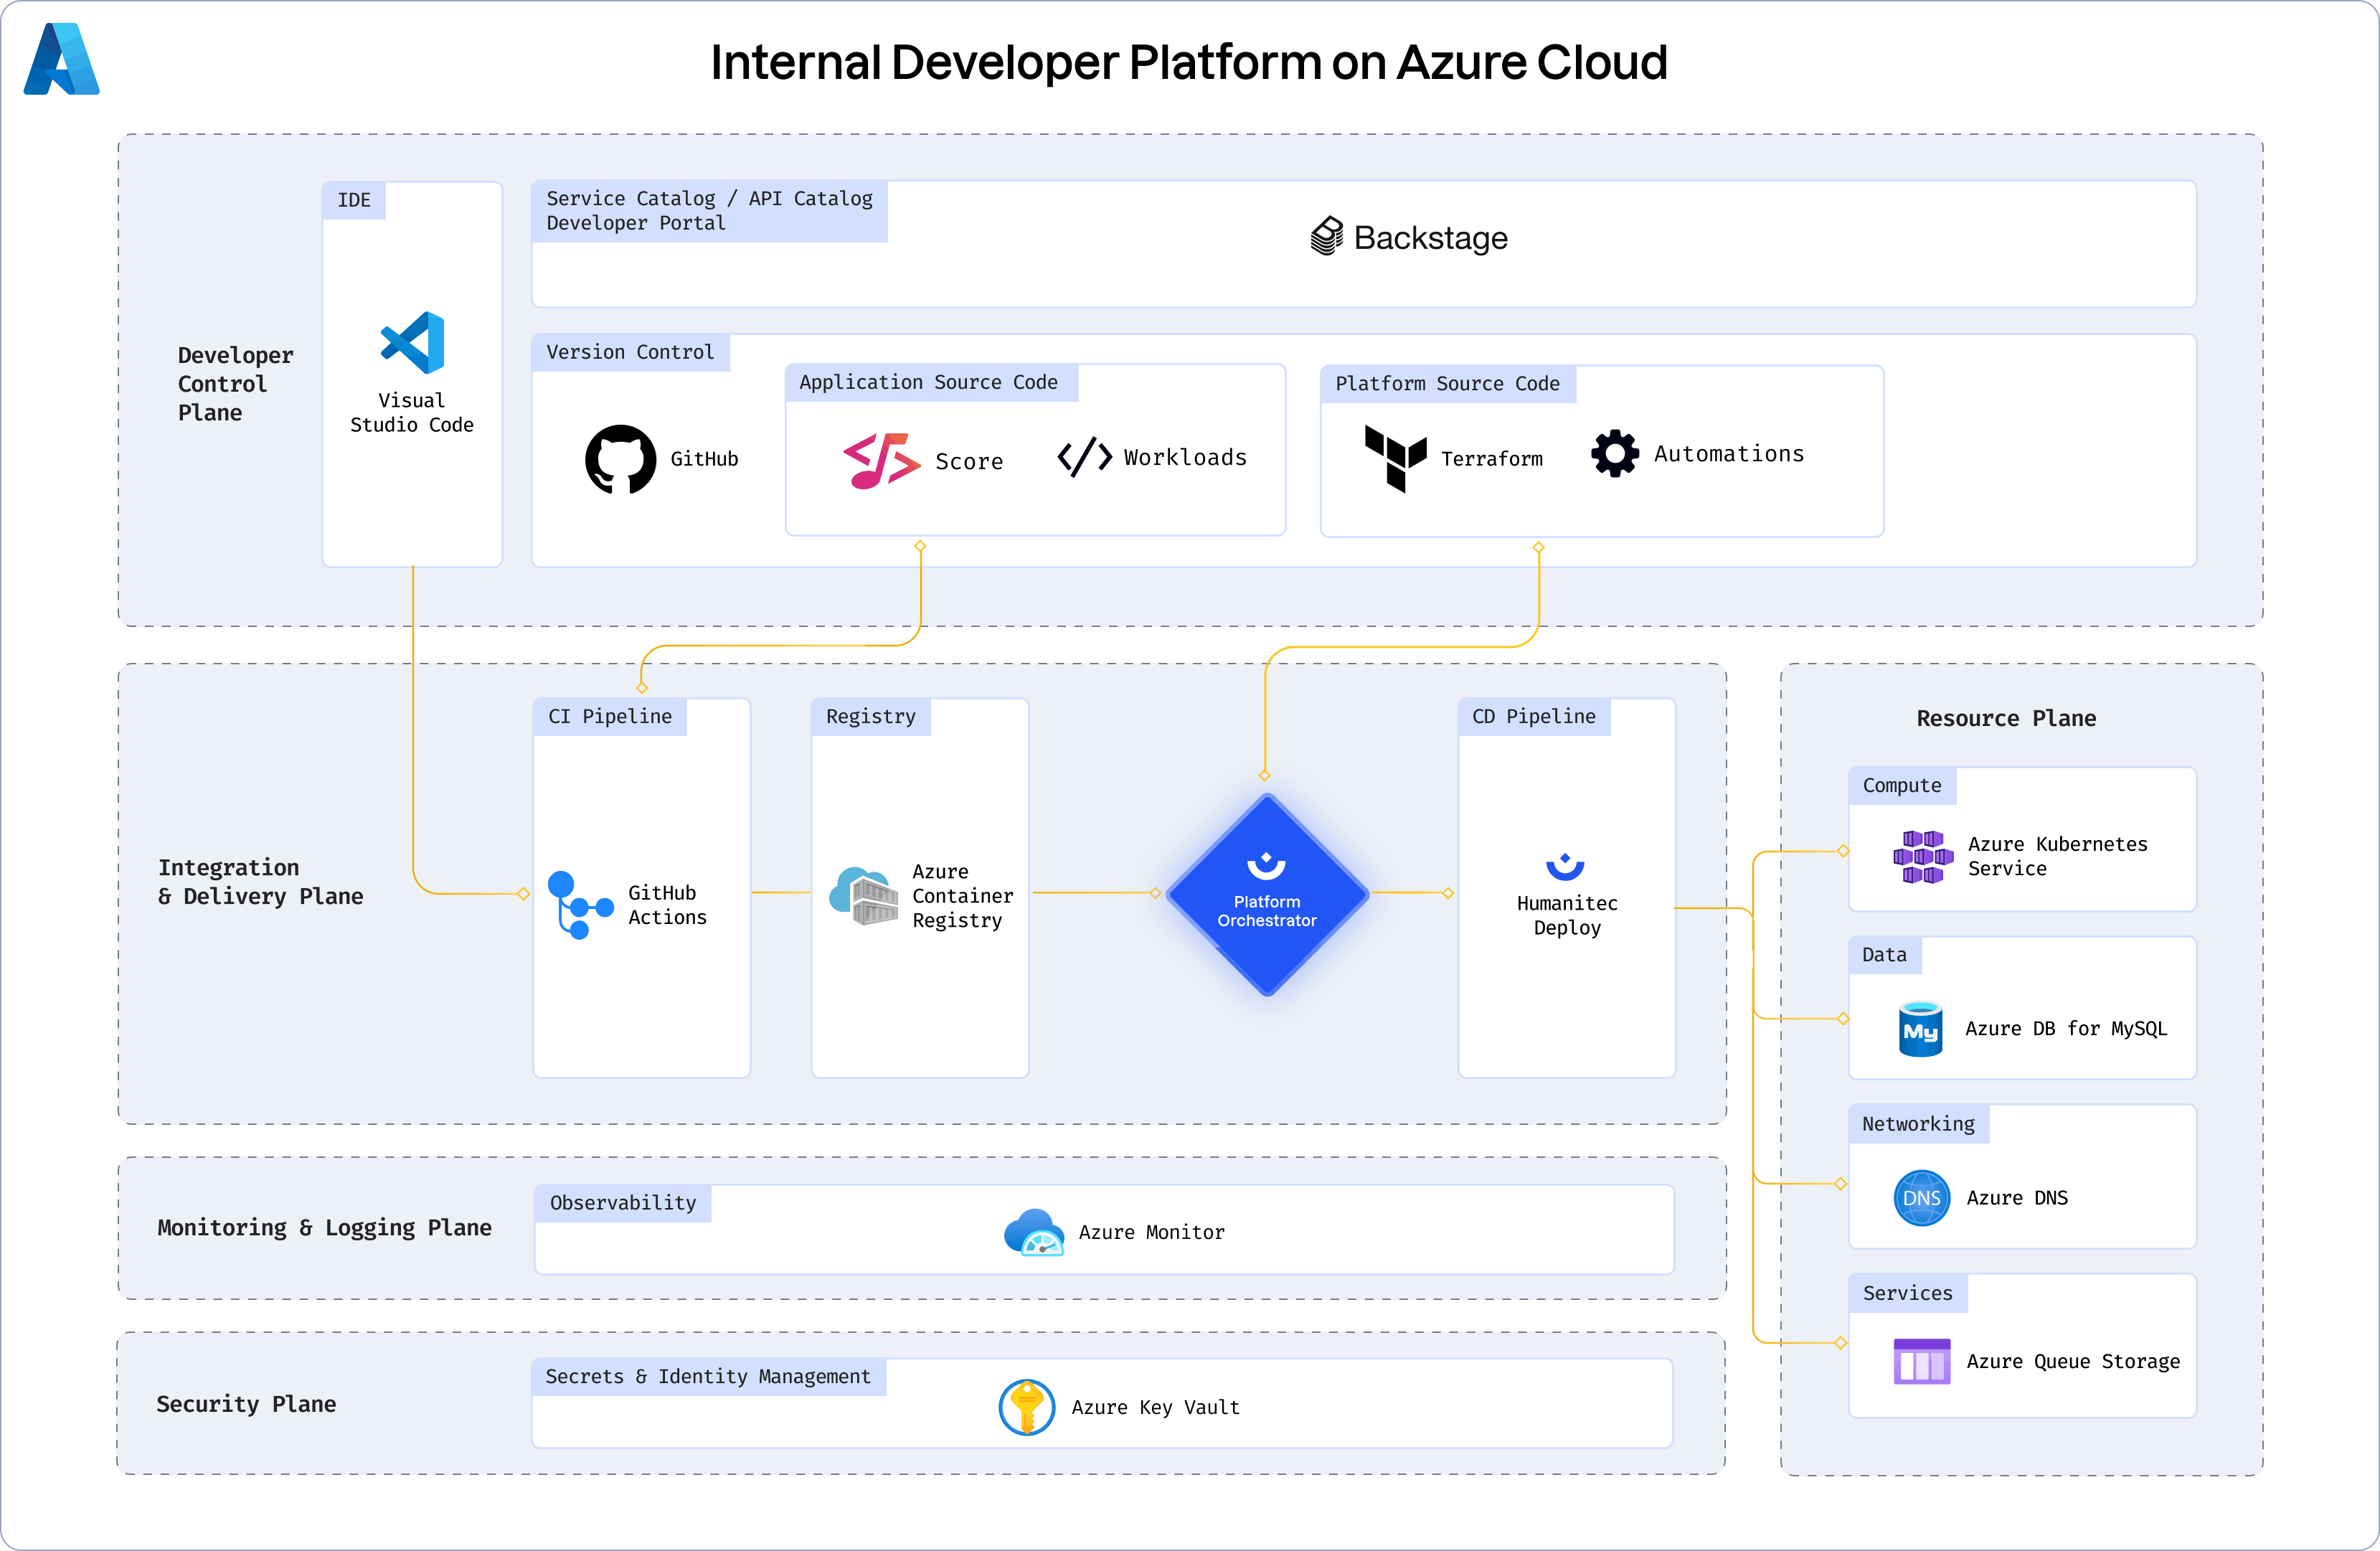 Internal Developer Platform on Azure Cloud
Developer
Control
Plane
IDE
Visual
Studio Code
Service Catalog / API Catalog
Developer Portal
Backstage
Version Control
GitHub
Application Source Code
Score
Workloads
Platform Source Code
Terraform
Automations
Integration
& Delivery Plane
CI Pipeline
GitHub
Actions
Registry
Azure
Container
Registry
Platform
Orchestrator
CD Pipeline
Humanitec
Deploy
Resource Plane
Compute
Azure Kubernetes
Service
Data
My
Azure DB for MySQL
Networking
DNS
Azure DNS
Services
Azure Queue Storage
Monitoring & Logging Plane
Observability
Azure Monitor
Security Plane
Secrets & Identity Management
Azure Key Vault